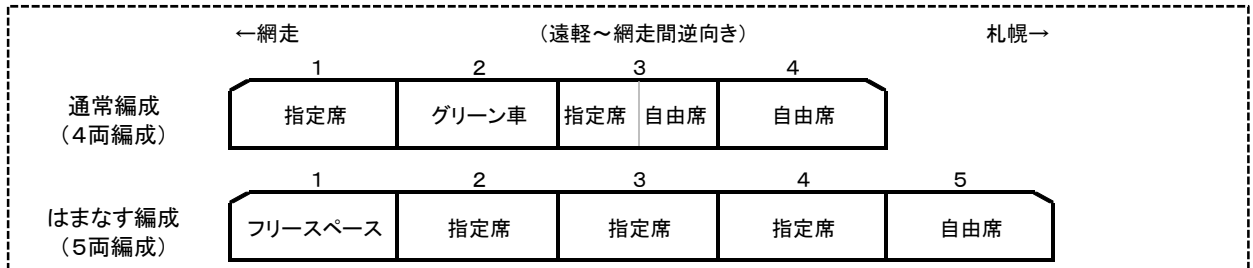 ←網走 (遠軽~網走間逆向き) 札幌→
1 2 3 4
通常編成
(4両編成)
指定席 グリーン車 指定席 自由席 自由席
1 2 3 4 5
はまなす編成
(5両編成)
フリースペース 指定席 指定席 指定席 自由席